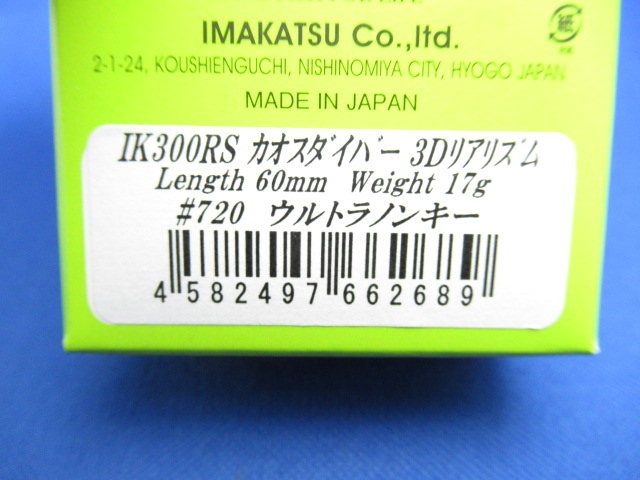 IMAKATSU Co.,ltd.
2-1-24, KOUSHIENGUCHI, NISHINOMIYA CITY, HYOGO JAPAN
MADE IN JAPAN
紙
IK300RS カオスダイバー 3Dリアリズム
Length 60mm Weight 17g
#720 ウルトラノンキー
4 582497 662689